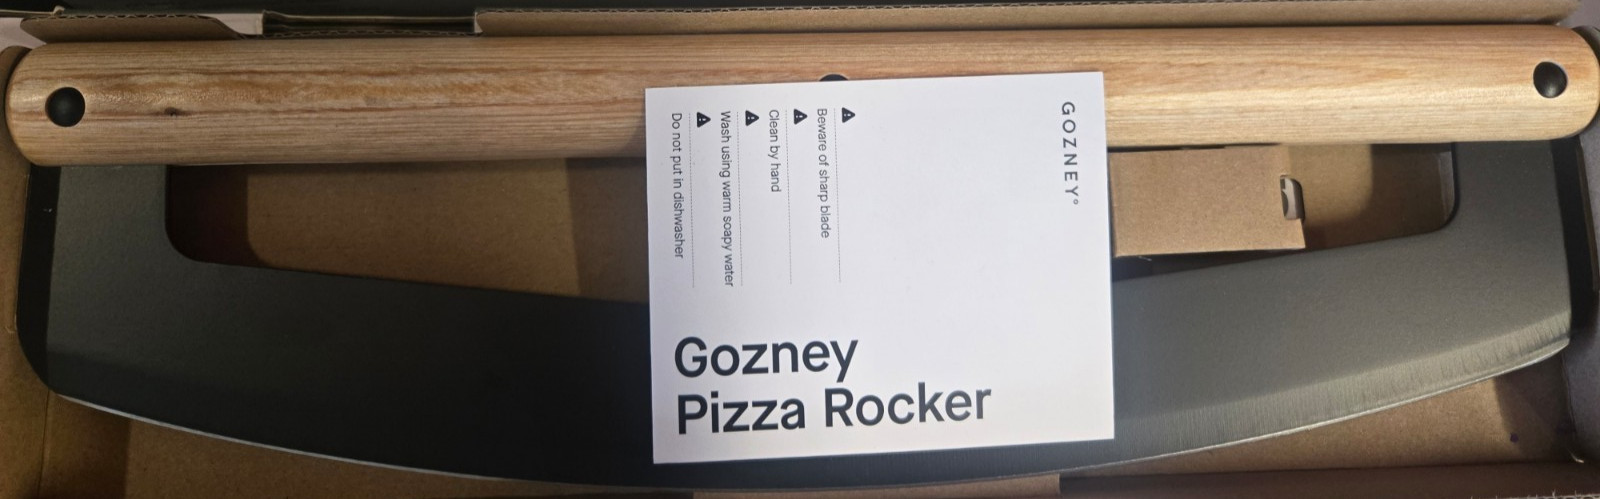 GOZNEY°
Beware of sharp blade
Clean by hand
Wash using warm soapy water
Do not put in dishwasher
Gozney
Pizza Rocker